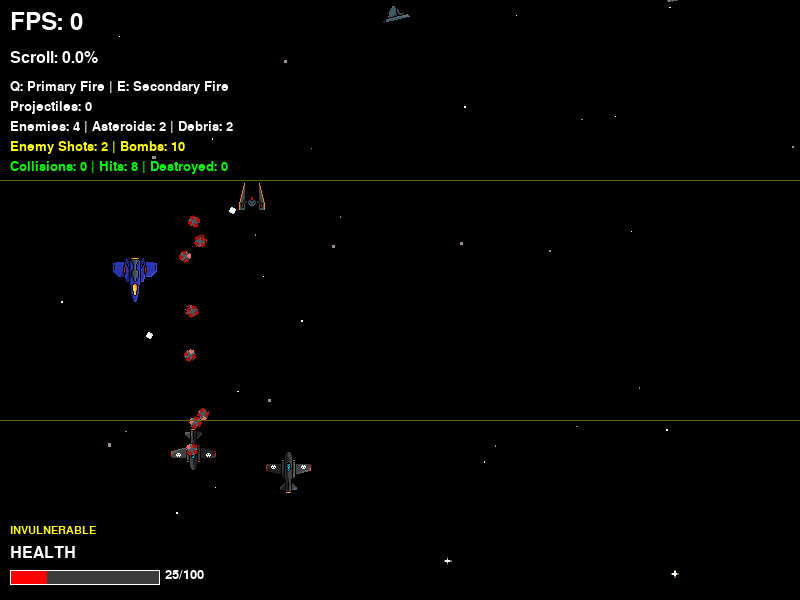 FPS: 0
Scroll: 0.0%
Q: Primary Fire | E: Secondary Fire
Projectiles: 0
Enemies: 4 | Asteroids: 2 | Debris: 2
Enemy Shots: 2 | Bombs: 10
Collisions: 0 | Hits: 8 | Destroyed: 0
INVULNERABLE
HEALTH
25/100